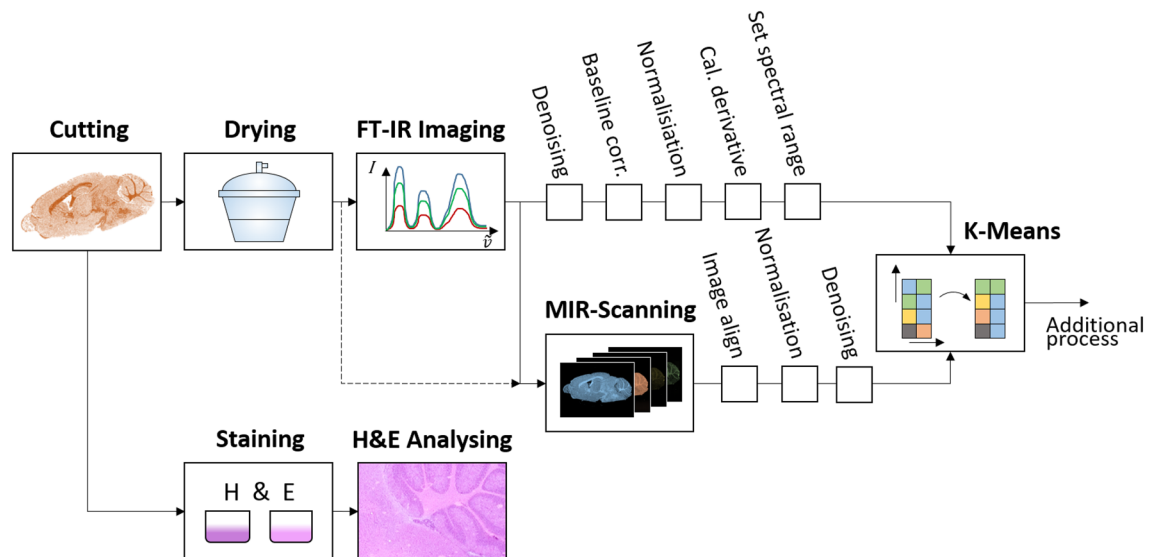 Cutting
Drying
FT-IR Imaging
I
ṽ
Denoising
Baseline corr.
Normalisiation
Cal. derivative
Set spectral range
MIR-Scanning
Image align
Normalisation
Denoising
K-Means
Additional
process
Staining
H & E
H&E Analysing